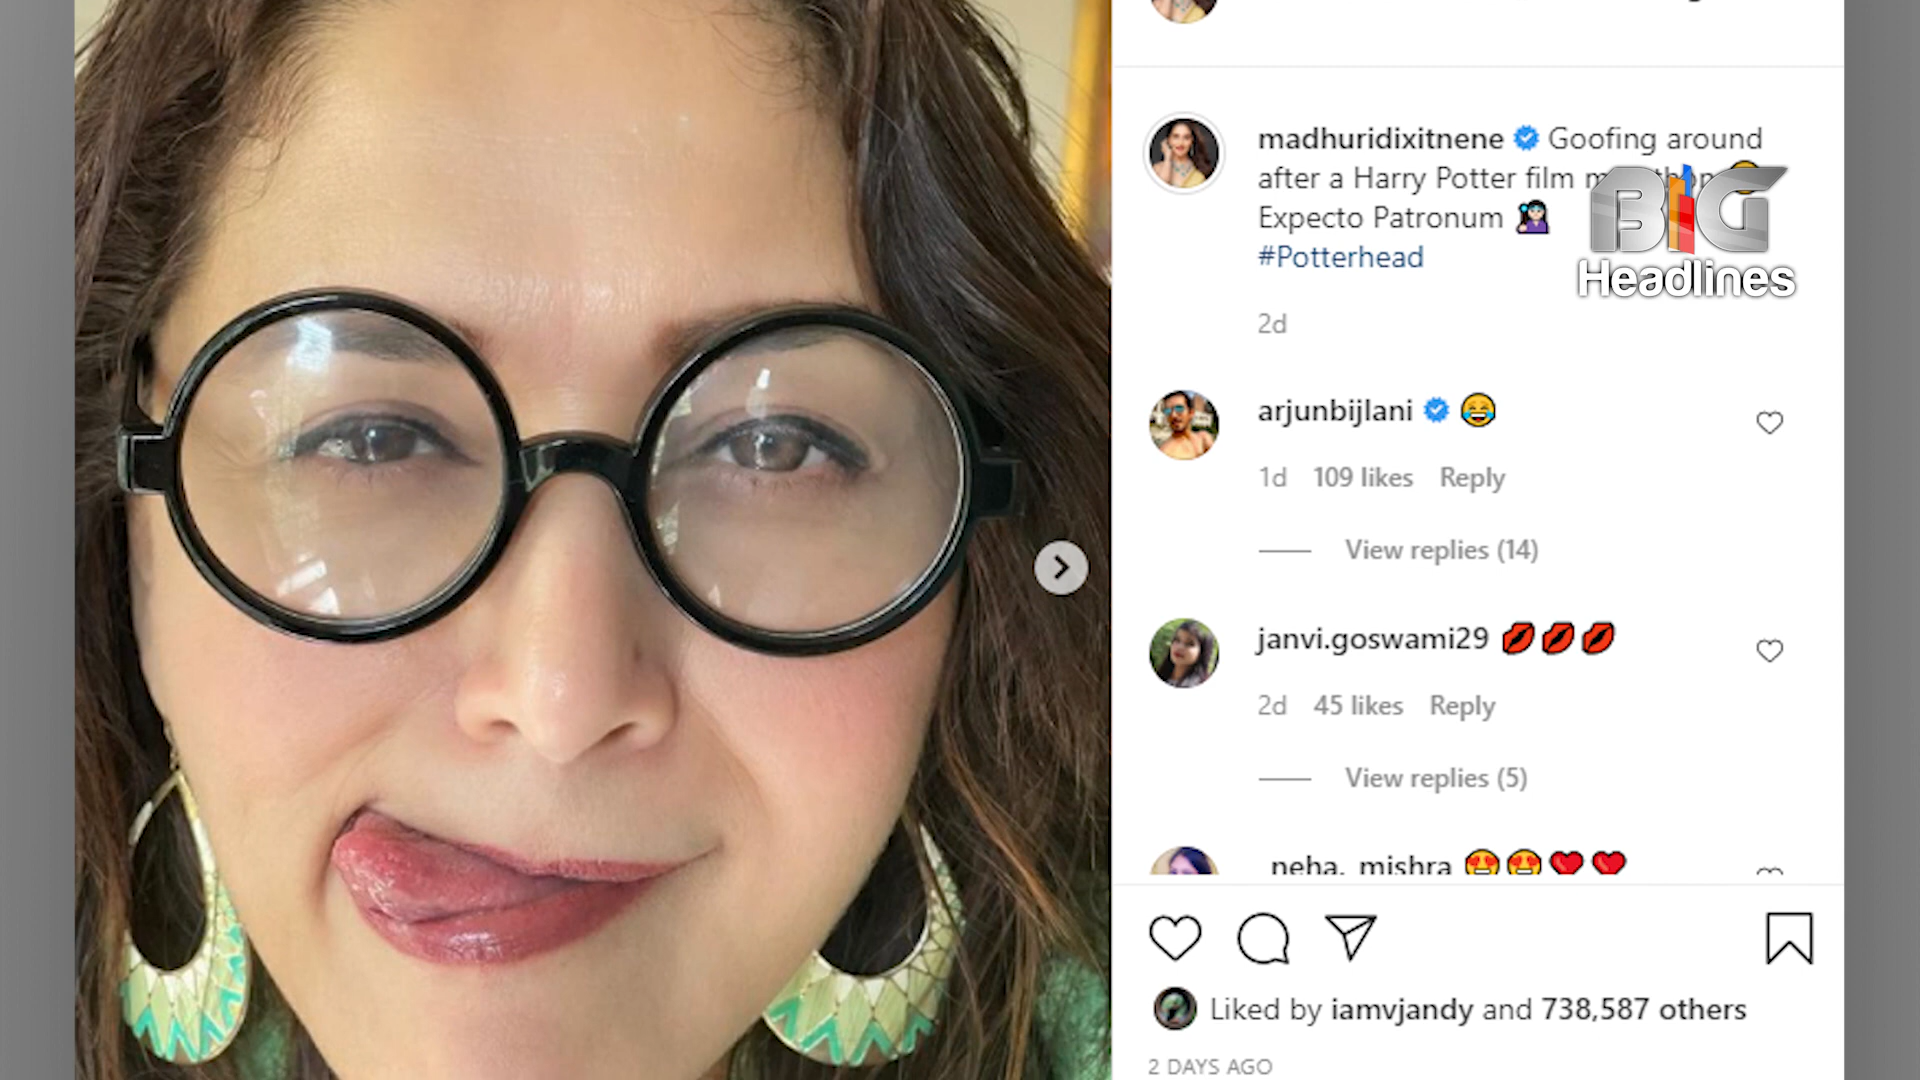 madhuridixitnene Goofing around
after a Harry Potter film
Expecto Patronum
#Potterhead
BIG
Headlines
2d
arjunbijlani
1d 109 likes Reply
View replies (14)
janvi.goswami29
2d 45 likes Reply
View replies (5)
neha._mishra
Liked by iamvjandy and 738,587 others
2 DAYS AGO